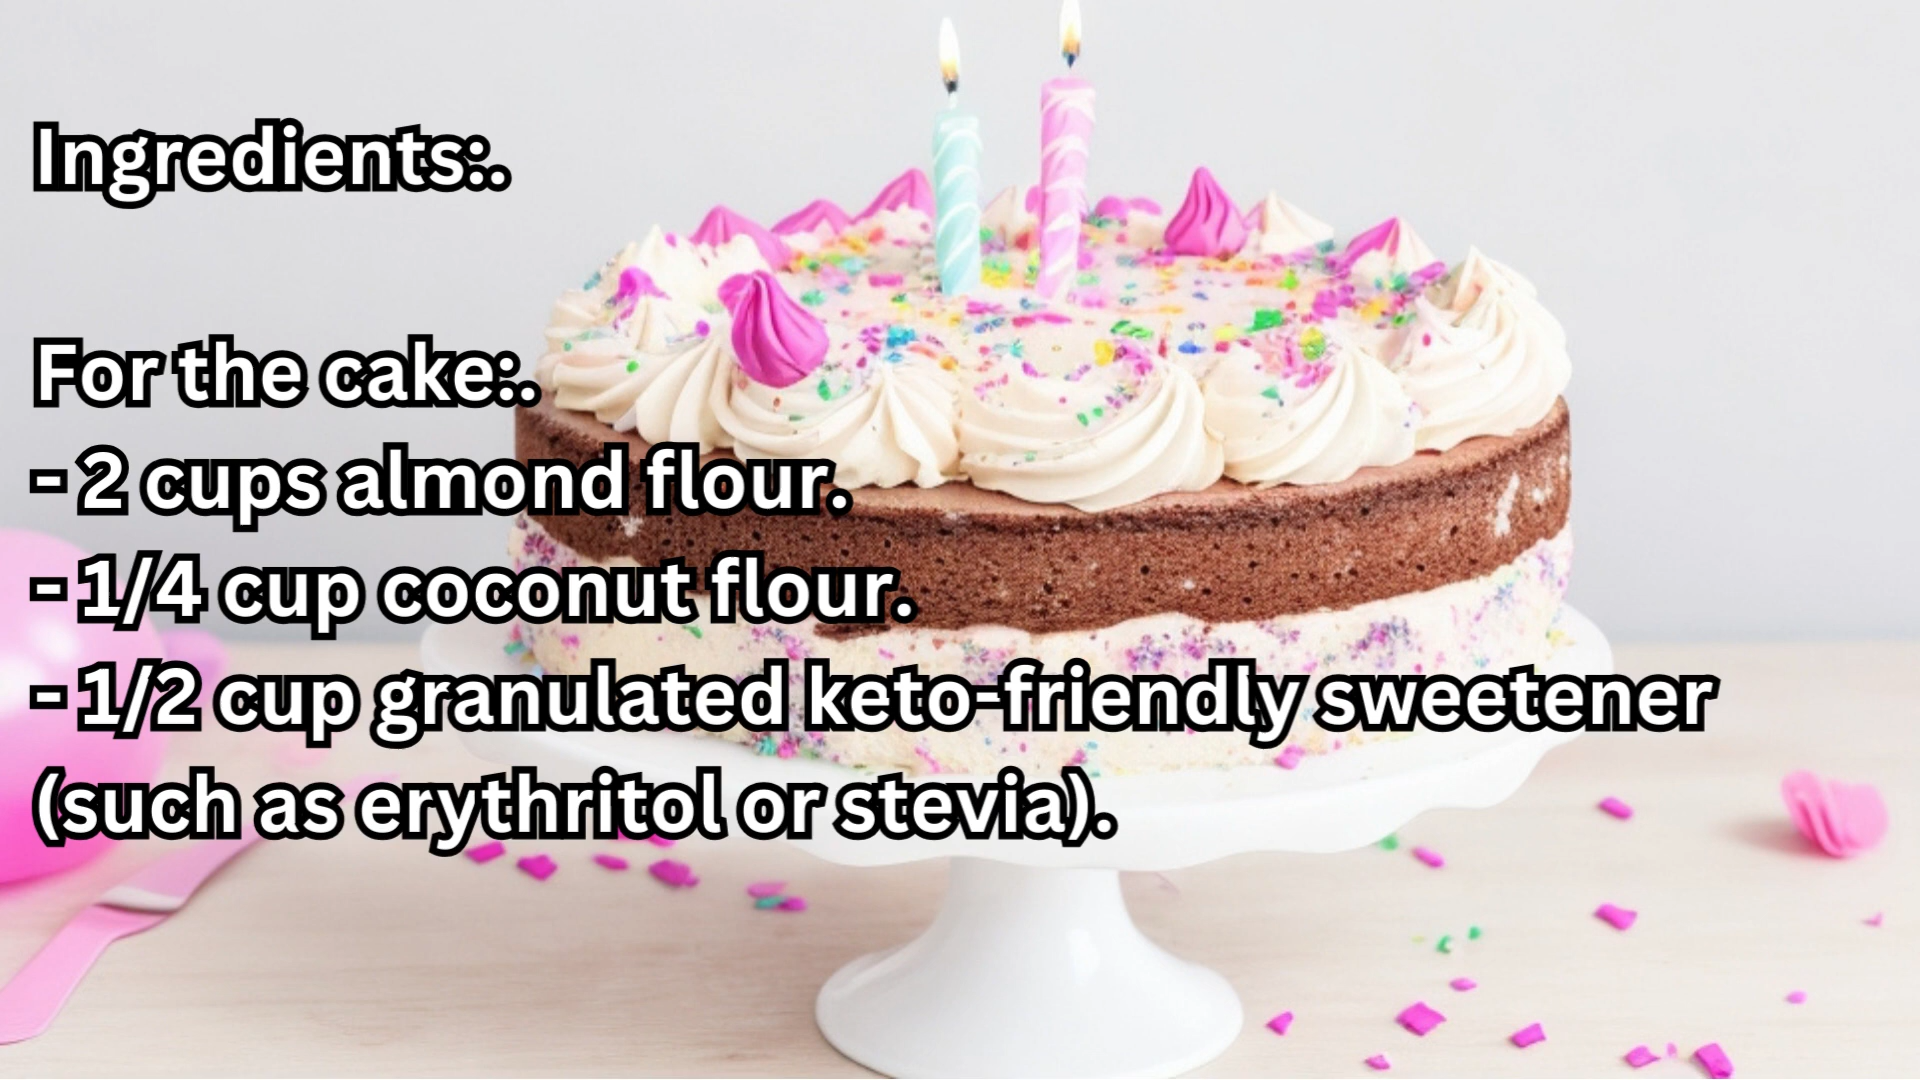 Ingredients:.
For the cake:.
- 2 cups almond flour.
- 1/4 cup coconut flour.
- 1/2 cup granulated keto-friendly sweetener
(such as erythritol or stevia).